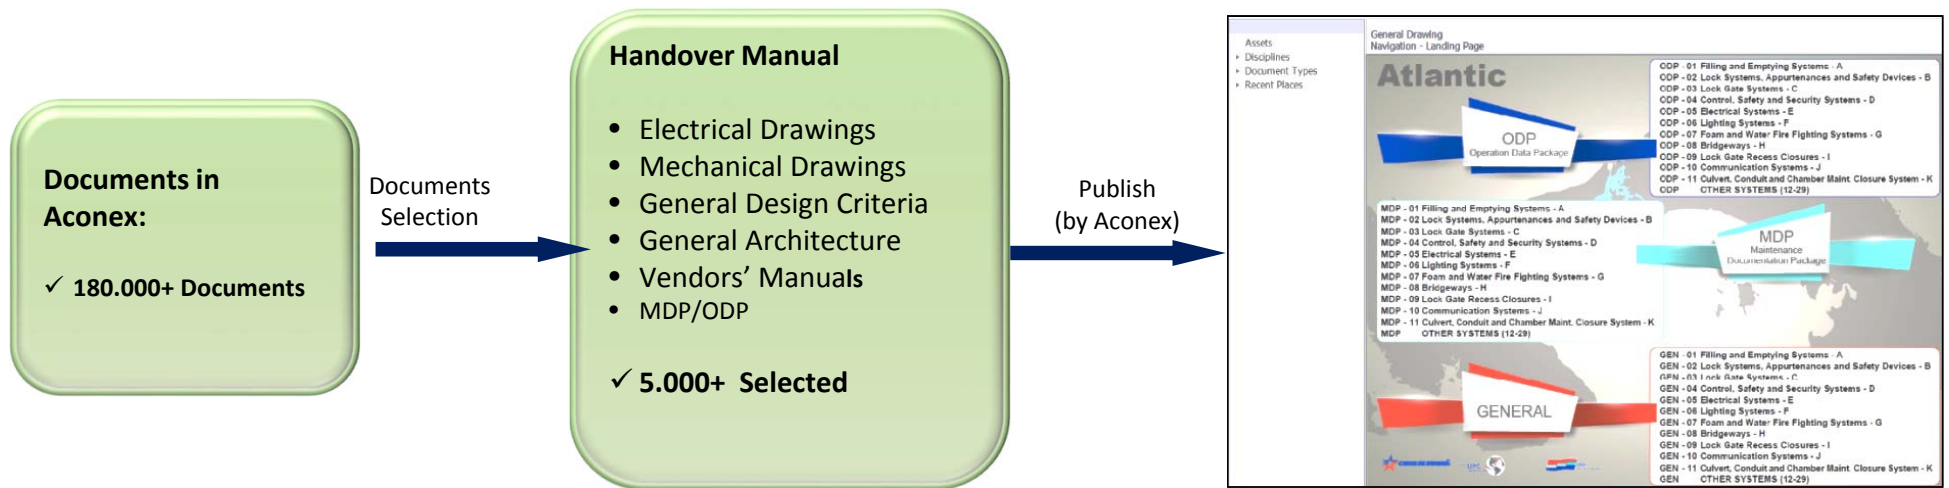 Documents in
Aconex:
✓ 180.000+ Documents
Documents
Selection
Handover Manual
• Electrical Drawings
• Mechanical Drawings
• General Design Criteria
• General Architecture
• Vendors’ Manuals
• MDP/ODP
✓ 5.000+ Selected
Publish
(by Aconex)
Assets
Disciplines
Document Types
Recent Places
General Drawing
Navigation - Landing Page
Atlantic
ODP
Operation Data Package
ODP - 01 Filling and Emptying Systems - A
ODP - 02 Lock Systems, Appurtenances and Safety Devices - B
ODP - 03 Lock Gate Systems - C
ODP - 04 Control, Safety and Security Systems - D
ODP - 05 Electrical Systems - E
ODP - 06 Lighting Systems - F
ODP - 07 Foam and Water Fire Fighting Systems - G
ODP - 08 Bridgeways - H
ODP - 09 Lock Gate Recess Closures - I
ODP - 10 Communication Systems - J
ODP - 11 Culvert, Conduit and Chamber Maint. Closure System - K
ODP OTHER SYSTEMS (12-29)
MDP - 01 Filling and Emptying Systems - A
MDP - 02 Lock Systems, Appurtenances and Safety Devices - B
MDP - 03 Lock Gate Systems - C
MDP - 04 Control, Safety and Security Systems - D
MDP - 05 Electrical Systems - E
MDP - 06 Lighting Systems - F
MDP - 07 Foam and Water Fire Fighting Systems - G
MDP - 08 Bridgeways - H
MDP - 09 Lock Gate Recess Closures - I
MDP - 10 Communication Systems - J
MDP - 11 Culvert, Conduit and Chamber Maint. Closure System - K
MDP OTHER SYSTEMS (12-29)
MDP
Maintenance
Documentation Package
GENERAL
GEN - 01 Filling and Emptying Systems - A
GEN - 02 Lock Systems, Appurtenances and Safety Devices - B
GEN - 03 Lock Gate Systems - C
GEN - 04 Control, Safety and Security Systems - D
GEN - 05 Electrical Systems - E
GEN - 06 Lighting Systems - F
GEN - 07 Foam and Water Fire Fighting Systems - G
GEN - 08 Bridgeways - H
GEN - 09 Lock Gate Recess Closures - I
GEN - 10 Communication Systems - J
GEN - 11 Culvert, Conduit and Chamber Maint. Closure System - K
GEN OTHER SYSTEMS (12-29)